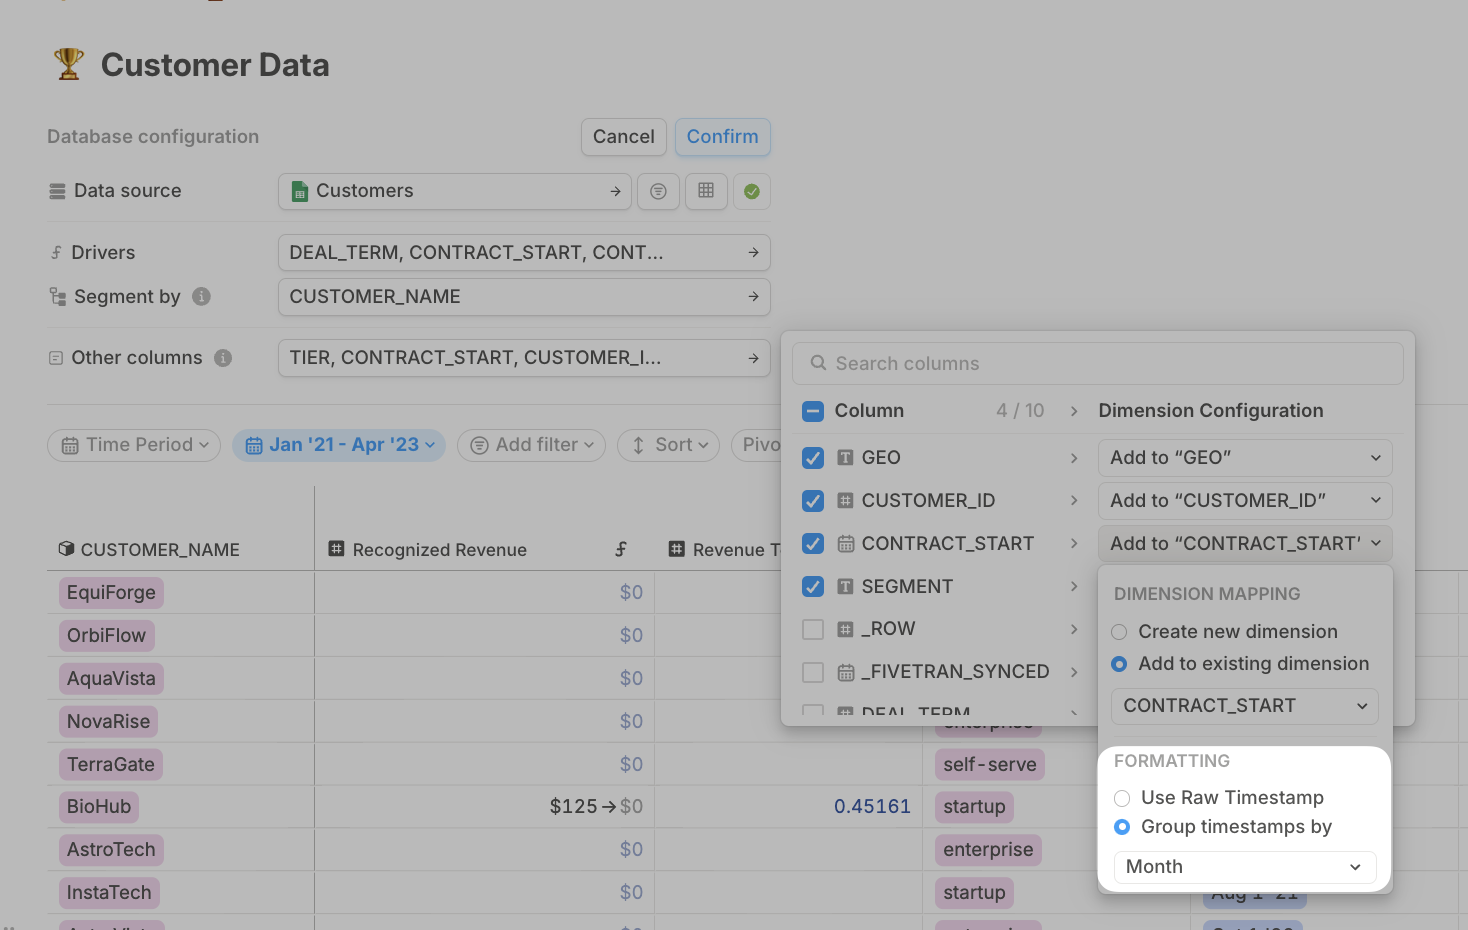 Customer Data
Database configuration
Cancel
Confirm
Data source
Customers
Drivers
DEAL_TERM, CONTRACT_START, CONT...
Segment by
CUSTOMER_NAME
Other columns
TIER, CONTRACT_START, CUSTOMER_I...
Time Period
Jan '21 - Apr '23
Add filter
Sort
Pivo
Search columns
Column
4 / 10
Dimension Configuration
GEO
Add to “GEO”
CUSTOMER_ID
Add to “CUSTOMER_ID”
CONTRACT_START
Add to “CONTRACT_START’
SEGMENT
_ROW
_FIVETRAN_SYNCED
DEAL_TERM
DIMENSION MAPPING
Create new dimension
Add to existing dimension
CONTRACT_START
FORMATTING
Use Raw Timestamp
Group timestamps by
Month
CUSTOMER_NAME
Recognized Revenue
Revenue T
EquiForge
$0
OrbiFlow
$0
AquaVista
$0
NovaRise
$0
enterprise
TerraGate
$0
self-serve
BioHub
$125 → $0
0.45161
startup
AstroTech
$0
enterprise
InstaTech
$0
startup
Aug 1 '21